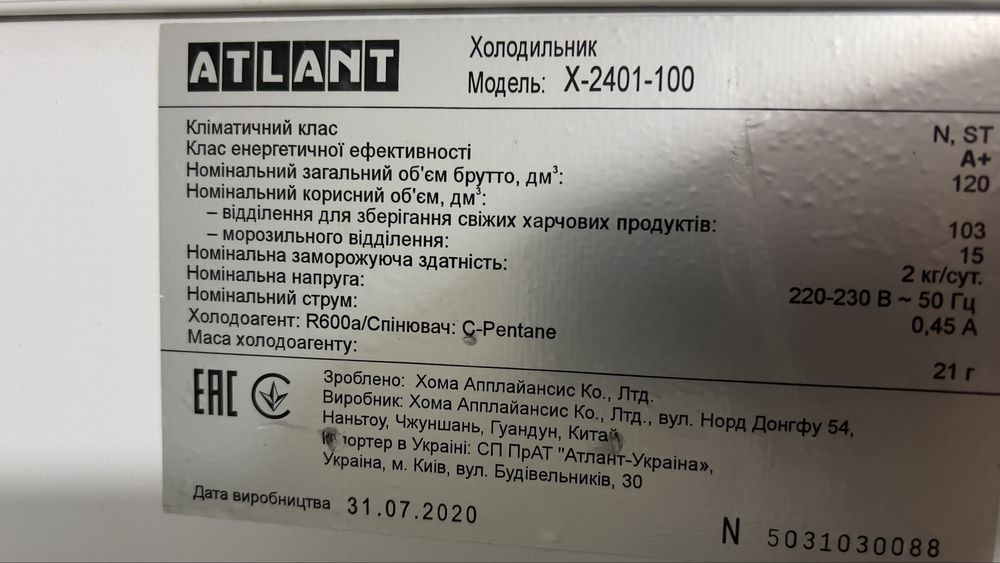 ATLANT
Холодильник
Модель: X-2401-100
Кліматичний клас N, ST
Клас енергетичної ефективності A+
Номінальний загальний об'єм брутто, дм³: 120
Номінальний корисний об'єм, дм³:
– відділення для зберігання свіжих харчових продуктів: 103
– морозильного відділення: 15
Номінальна заморожуюча здатність: 2 кг/сут.
Номінальна напруга: 220-230 В ~ 50 Гц
Номінальний струм: 0,45 А
Холодоагент: R600a/Спінювач: C-Pentane
Маса холодоагенту: 21 г
EAC
Зроблено: Хома Апплайансис Ко., Лтд.
Виробник: Хома Апплайансис Ко., Лтд., вул. Норд Донгфу 54,
Наньтоу, Чжуншань, Гуандун, Китай
Імпортер в Україні: СП ПрАТ "Атлант-Україна»,
Україна, м. Київ, вул. Будівельників, 30
Дата виробництва 31.07.2020
N 5031030088